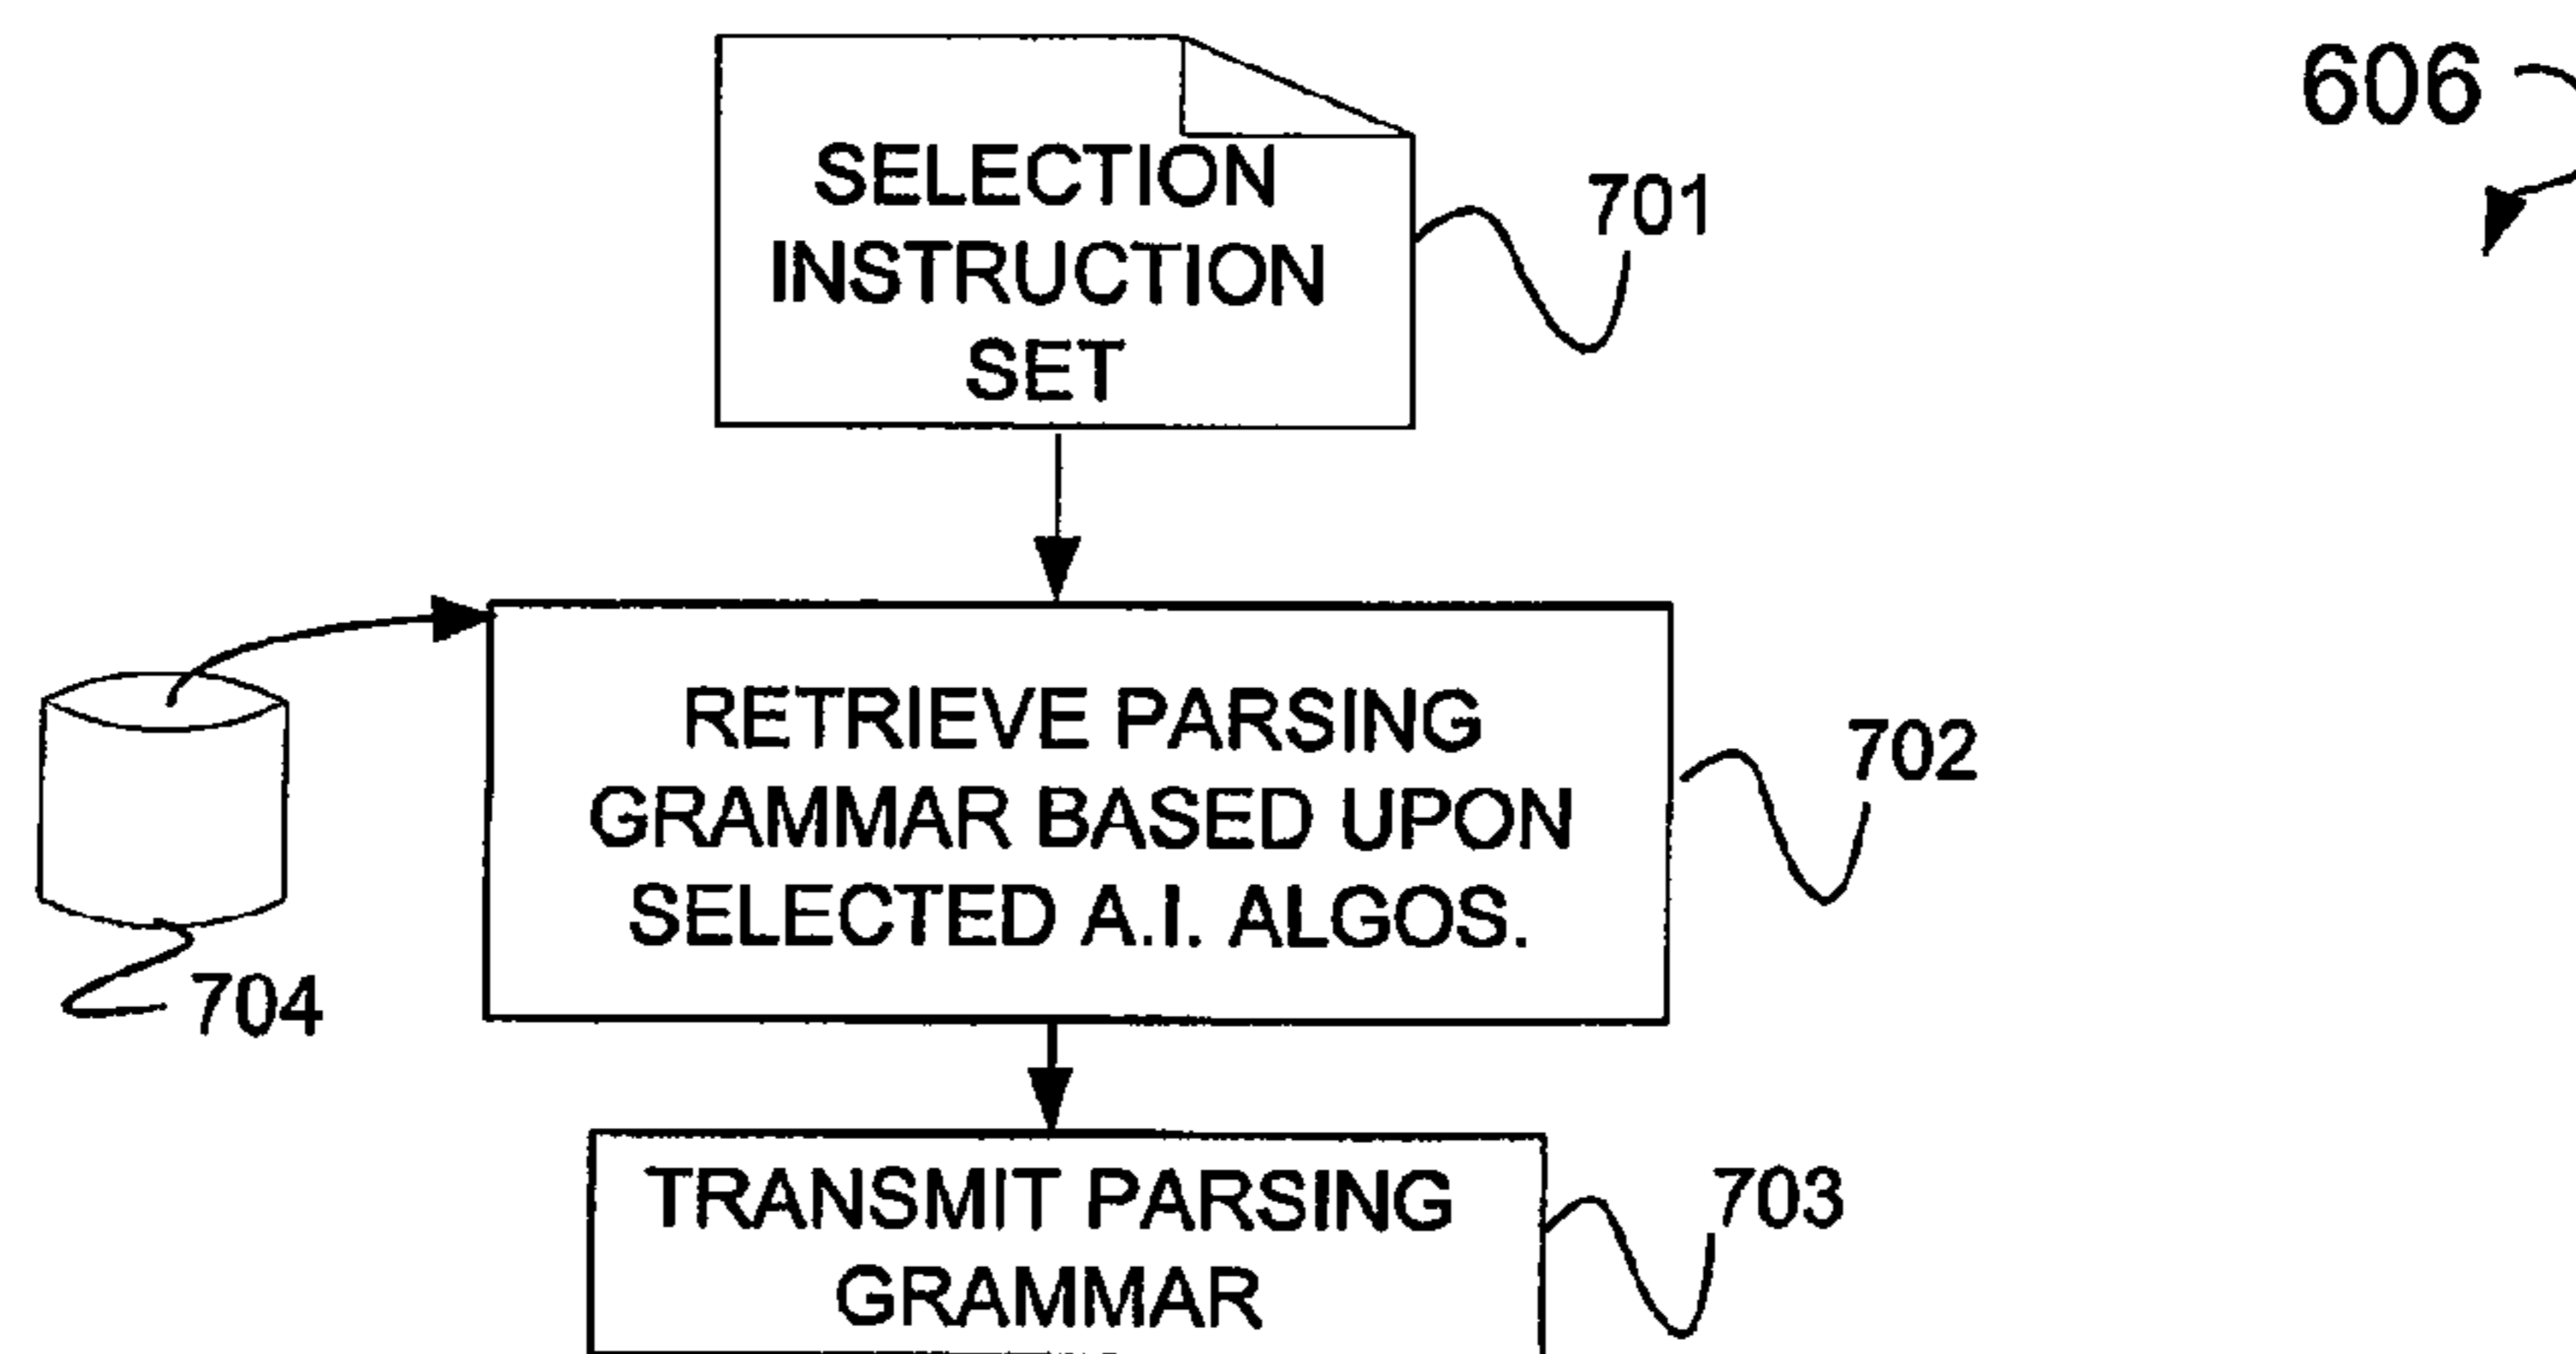 606
SELECTION
INSTRUCTION
SET
701
RETRIEVE PARSING
GRAMMAR BASED UPON
SELECTED A.I. ALGOS.
702
704
TRANSMIT PARSING
GRAMMAR
703